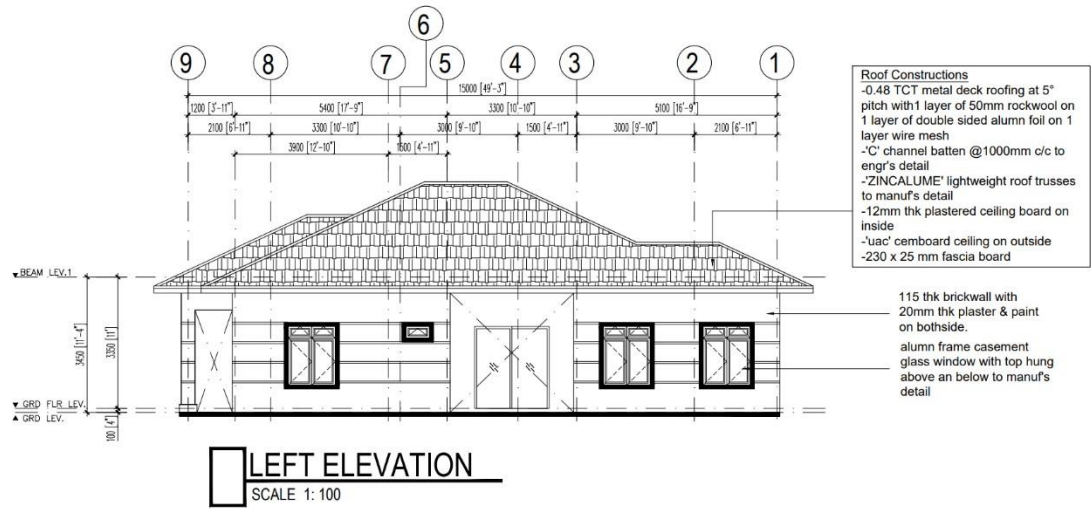 6
9
8
7
5
4
3
2
1
15000 [49'-3"]
1200 [3'-11"]
5400 [17'-9"]
3300 [10'-10"]
5100 [16'-9"]
2100 [6'-11"]
3300 [10'-10"]
3000 [9'-10"]
1500 [4'-11"]
3000 [9'-10"]
2100 [6'-11"]
3900 [12'-10"]
1500 [4'-11"]
Roof Constructions
-0.48 TCT metal deck roofing at 5°
pitch with1 layer of 50mm rockwool on
1 layer of double sided alumn foil on 1
layer wire mesh
-'C' channel batten @1000mm c/c to
engr's detail
-'ZINCALUME' lightweight roof trusses
to manuf's detail
-12mm thk plastered ceiling board on
inside
-'uac' cemboard ceiling on outside
-230 x 25 mm fascia board
BEAM LEV.1
3450 [11'-4"]
3350 [11']
115 thk brickwall with
20mm thk plaster & paint
on bothside.
alumn frame casement
glass window with top hung
above an below to manuf's
detail
GRD FLR LEV.
GRD LEV.
100 [4"]
LEFT ELEVATION
SCALE 1: 100